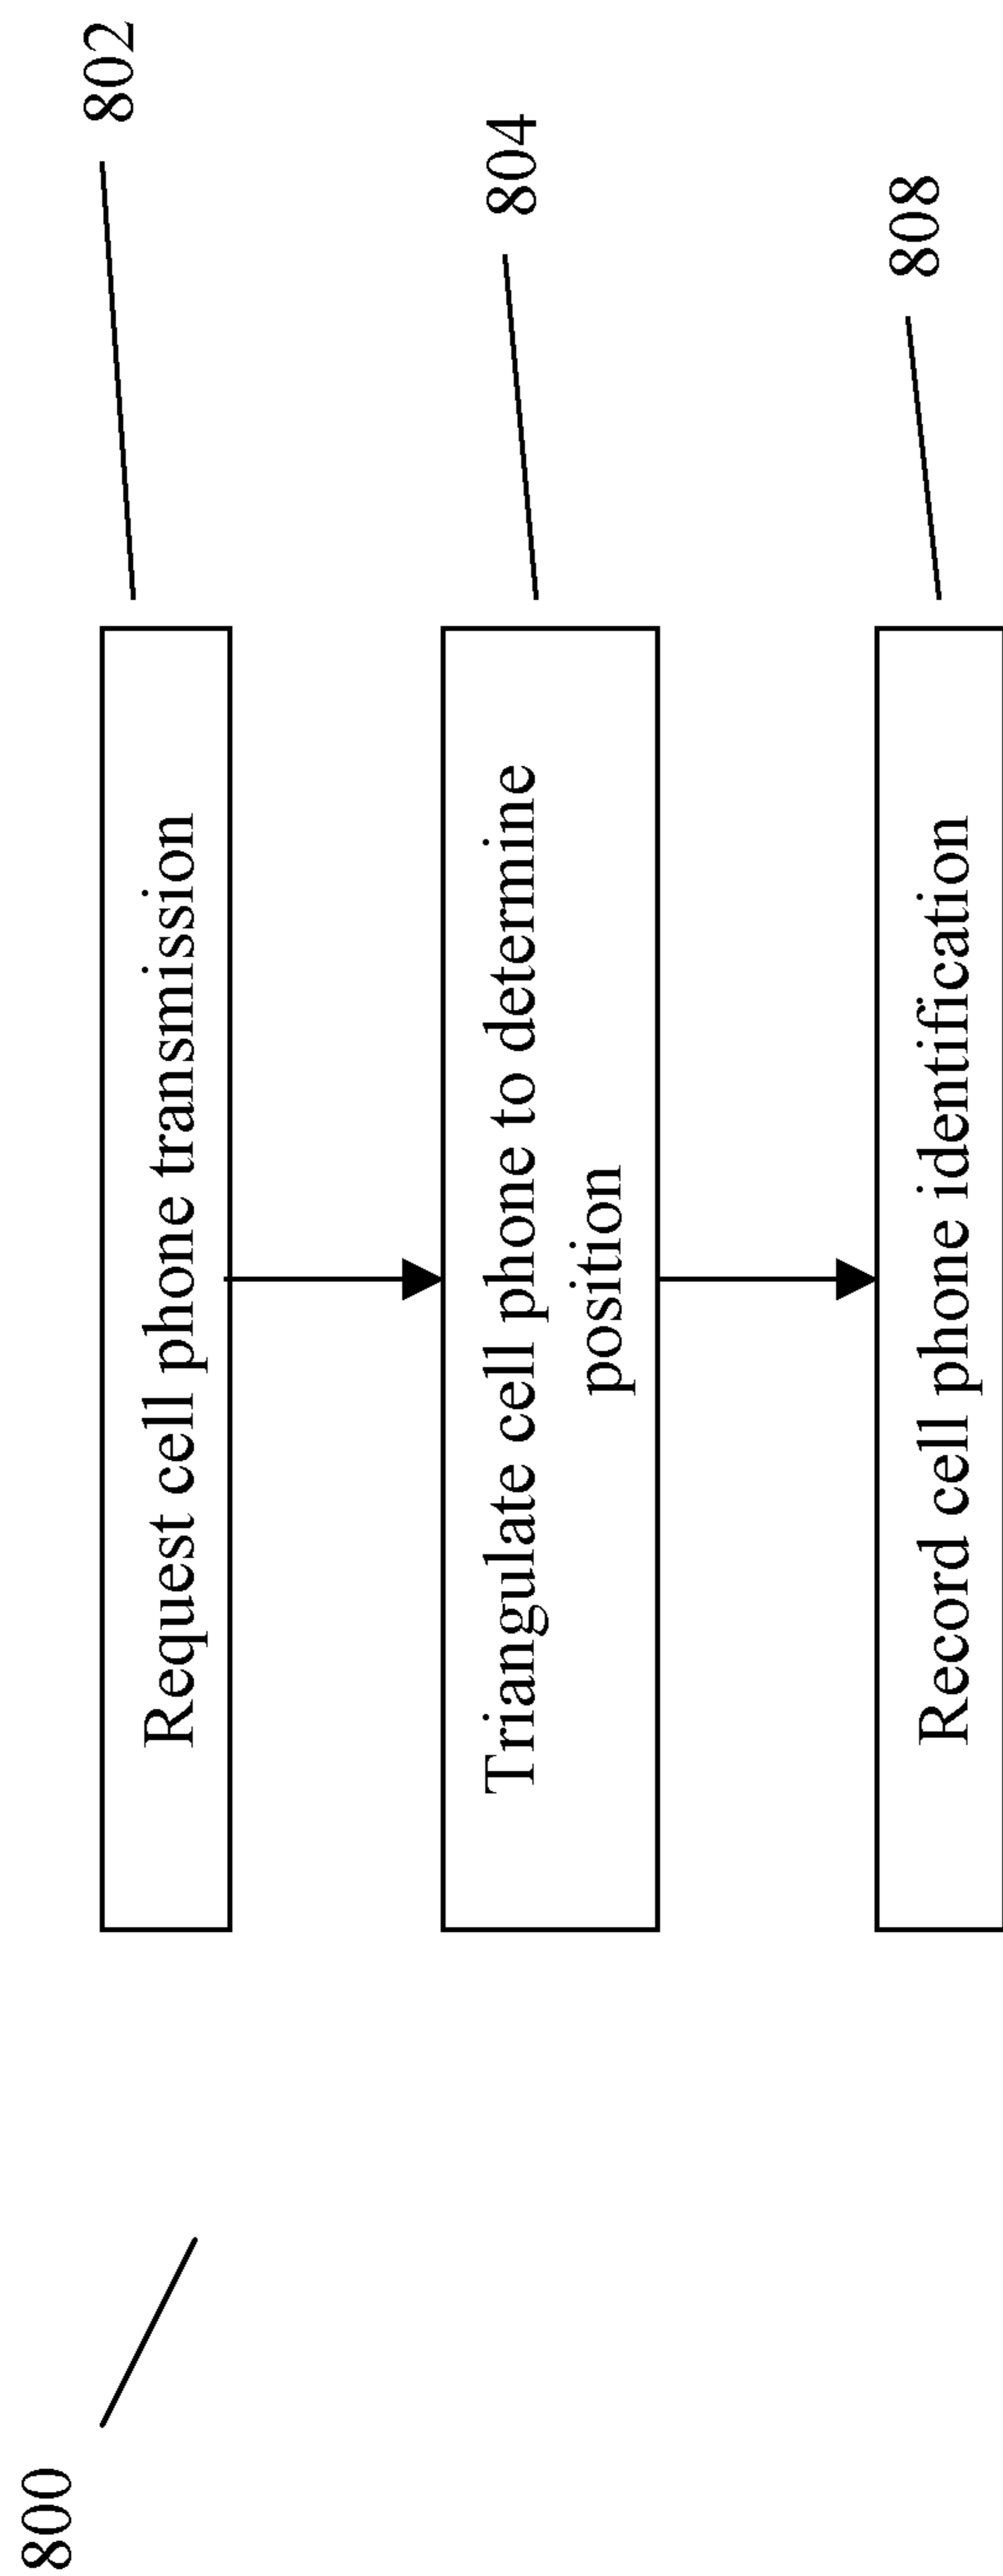 800
802
Request cell phone transmission
804
Triangulate cell phone to determine
position
808
Record cell phone identification